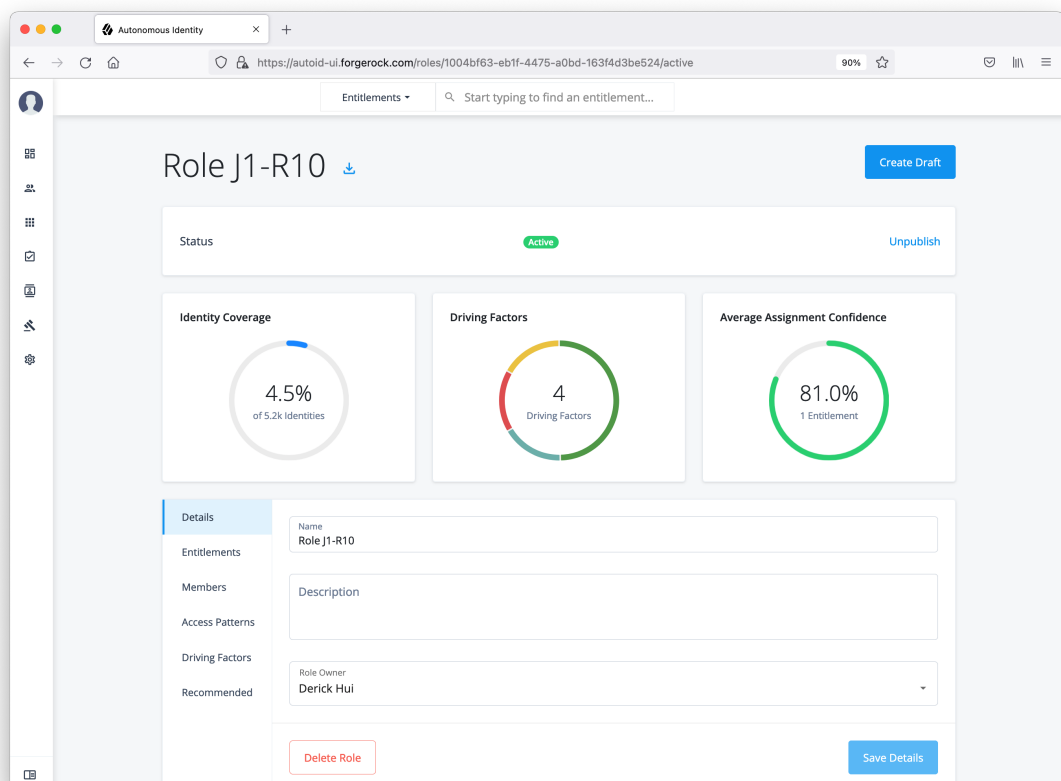 Autonomous Identity
https://autoid-ui.forgerock.com/roles/1004bf63-eb1f-4475-a0bd-163f4d3be524/active
90%
Entitlements
Start typing to find an entitlement...
Role J1-R10
Create Draft
Status
Active
Unpublish
Identity Coverage
4.5%
of 5.2k Identities
Driving Factors
4
Driving Factors
Average Assignment Confidence
81.0%
1 Entitlement
Details
Entitlements
Members
Access Patterns
Driving Factors
Recommended
Name
Role J1-R10
Description
Role Owner
Derick Hui
Delete Role
Save Details